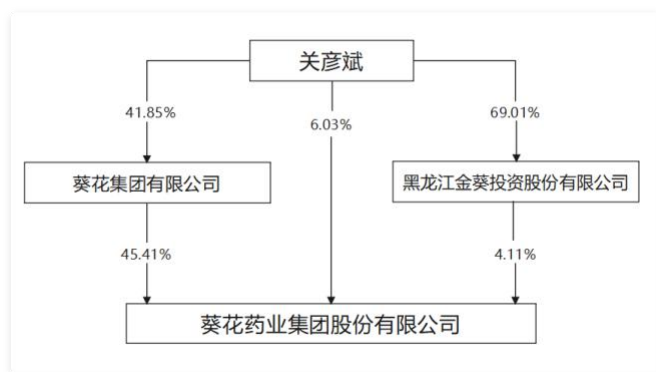 关彦斌
41.85%
6.03%
69.01%
葵花集团有限公司
黑龙江金葵投资股份有限公司
45.41%
4.11%
葵花药业集团股份有限公司